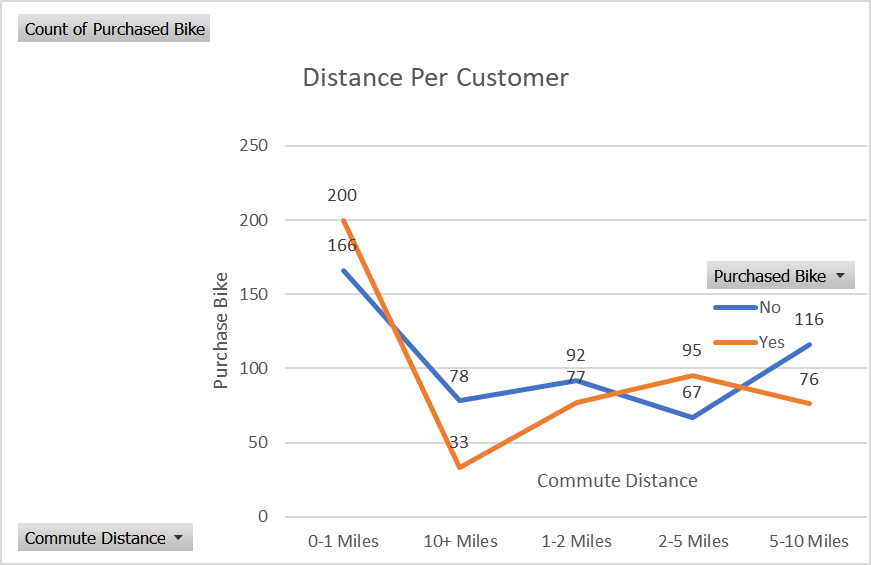 Count of Purchased Bike
Distance Per Customer
250
200
150
100
50
0
Purchase Bike
200
166
78
33
92
77
95
67
116
76
Purchased Bike
No
Yes
Commute Distance
0-1 Miles 10+ Miles 1-2 Miles 2-5 Miles 5-10 Miles
Commute Distance